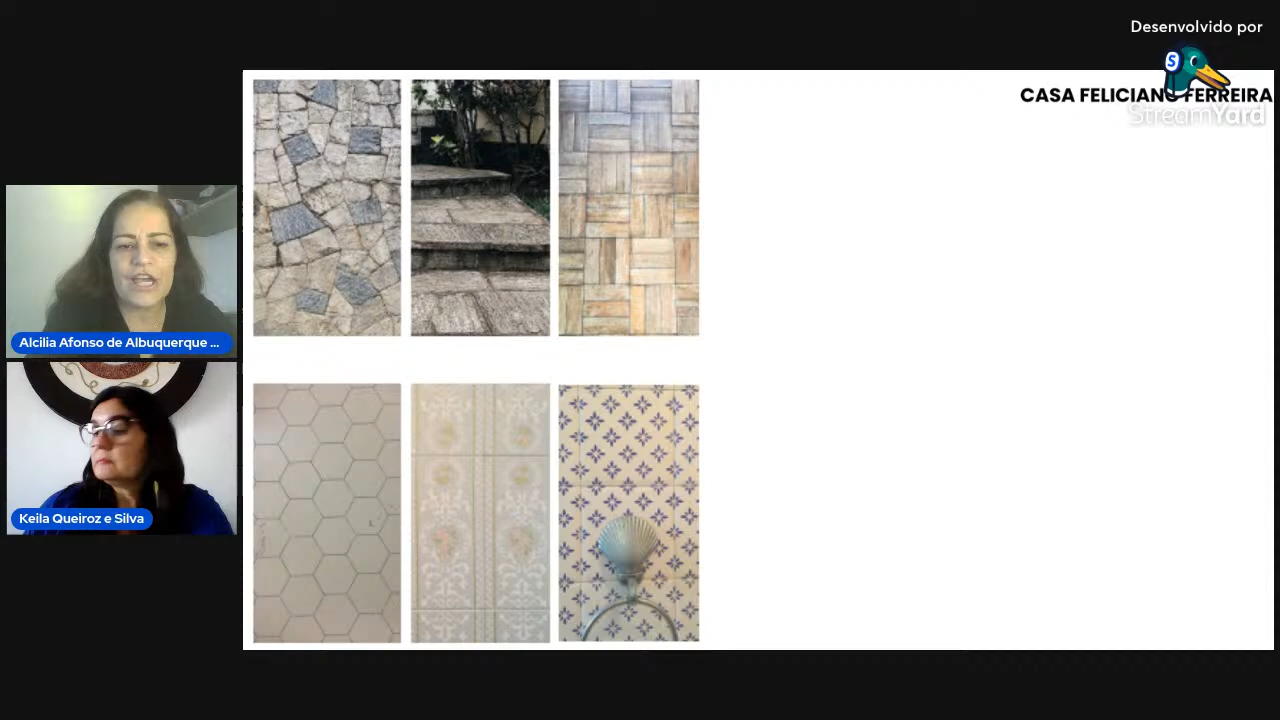 Desenvolvido por
S
StreamYard
CASA FELICIANO FERREIRA
Alcilia Afonso de Albuquerque ...
Keila Queiroz e Silva